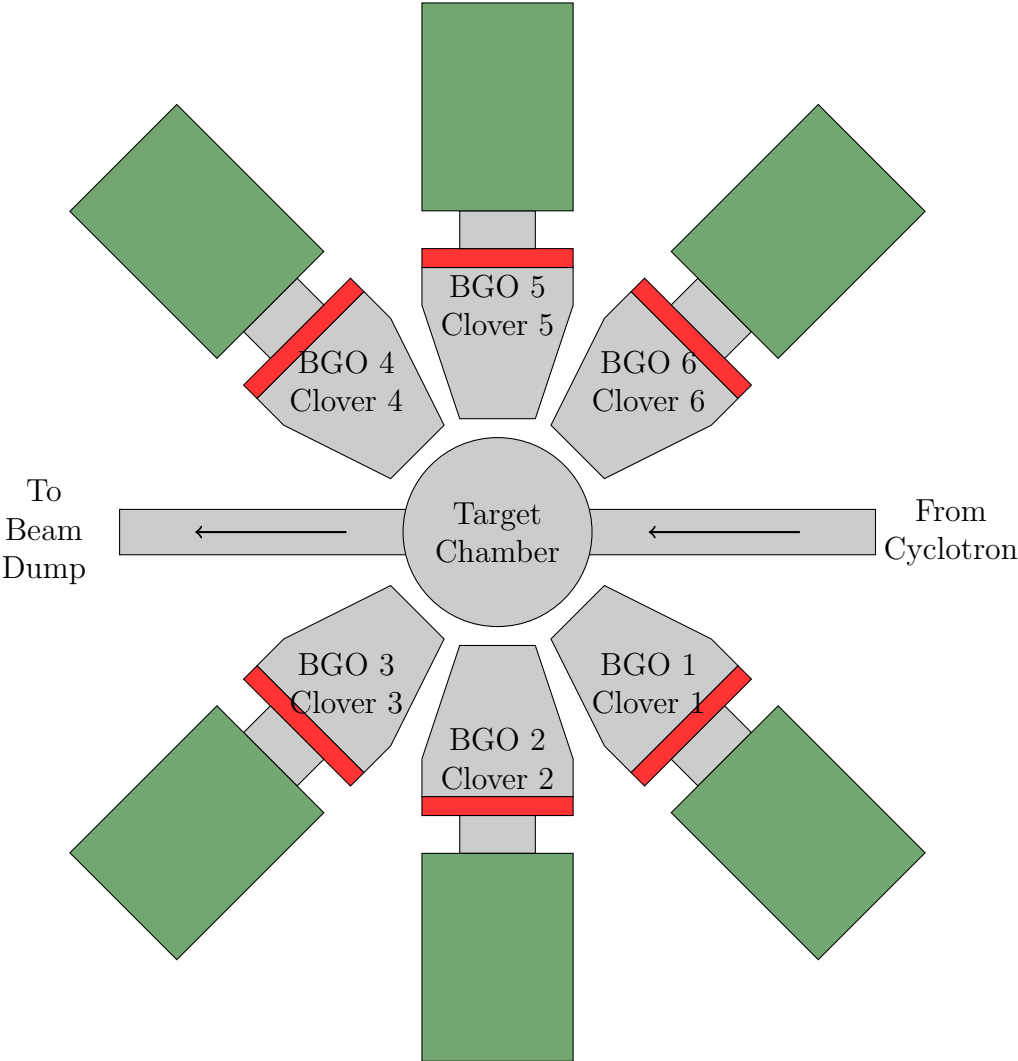 BGO 5
Clover 5
BGO 4
Clover 4
BGO 6
Clover 6
To
Beam
Dump
Target
Chamber
From
Cyclotron
BGO 3
Clover 3
BGO 1
Clover 1
BGO 2
Clover 2